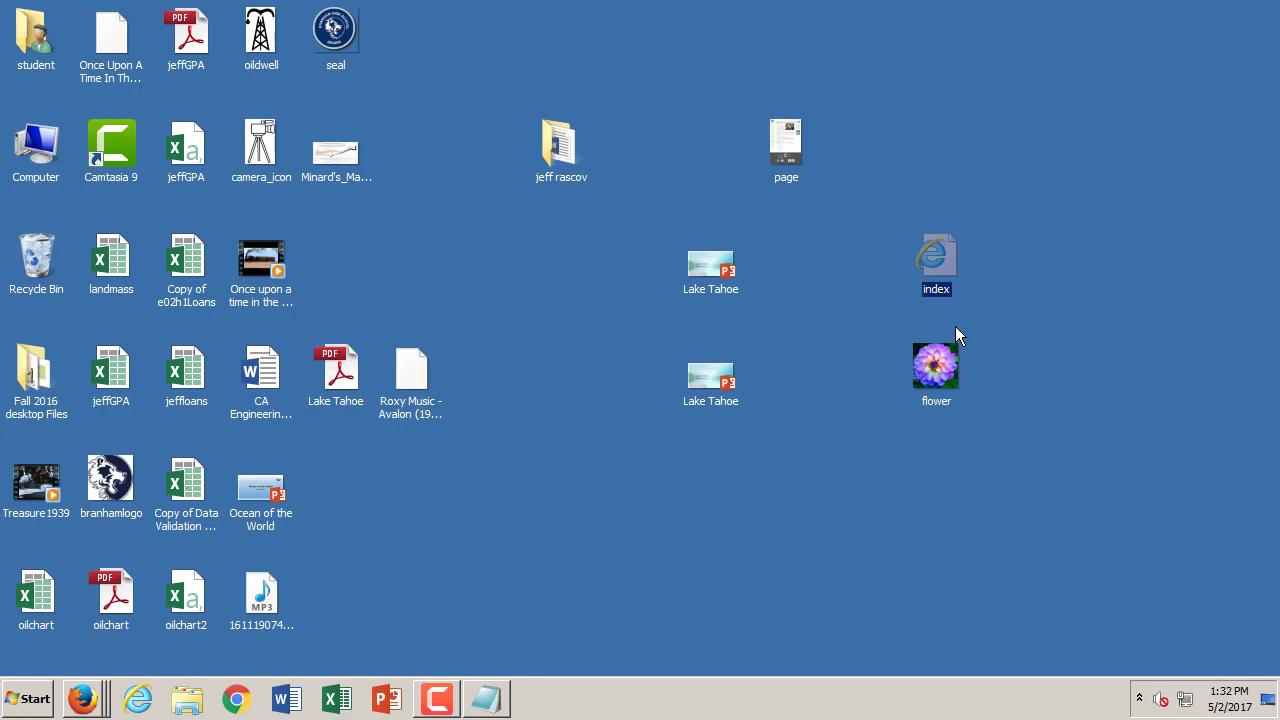 student
Once Upon A
Time In Th...
PDF
jeffGPA
oildwell
seal
Computer
Camtasia 9
jeffGPA
camera_icon
Minard's_Ma...
jeff rascov
page
Recycle Bin
landmass
Copy of
e02h1Loans
Once upon a
time in the ...
Lake Tahoe
index
Fall 2016
desktop Files
jeffGPA
jeffloans
CA
Engineerin...
PDF
Lake Tahoe
Roxy Music -
Avalon (19...
Lake Tahoe
flower
Treasure1939
branhamlogo
Copy of Data
Validation ...
Ocean of the
World
oilchart
PDF
oilchart
oilchart2
MP3
161119074...
Start
1:32 PM
5/2/2017